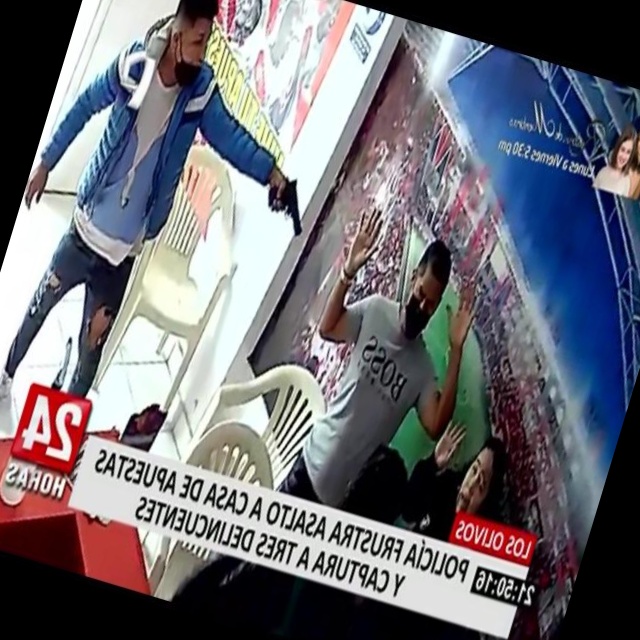 Lunes a Viernes 5:30 pm
BOSS
LOS OLIVOS
21:50:16
POLICÍA FRUSTRA ASALTO A CASA DE APUESTAS
Y CAPTURA A TRES DELINCUENTES
24
HORAS